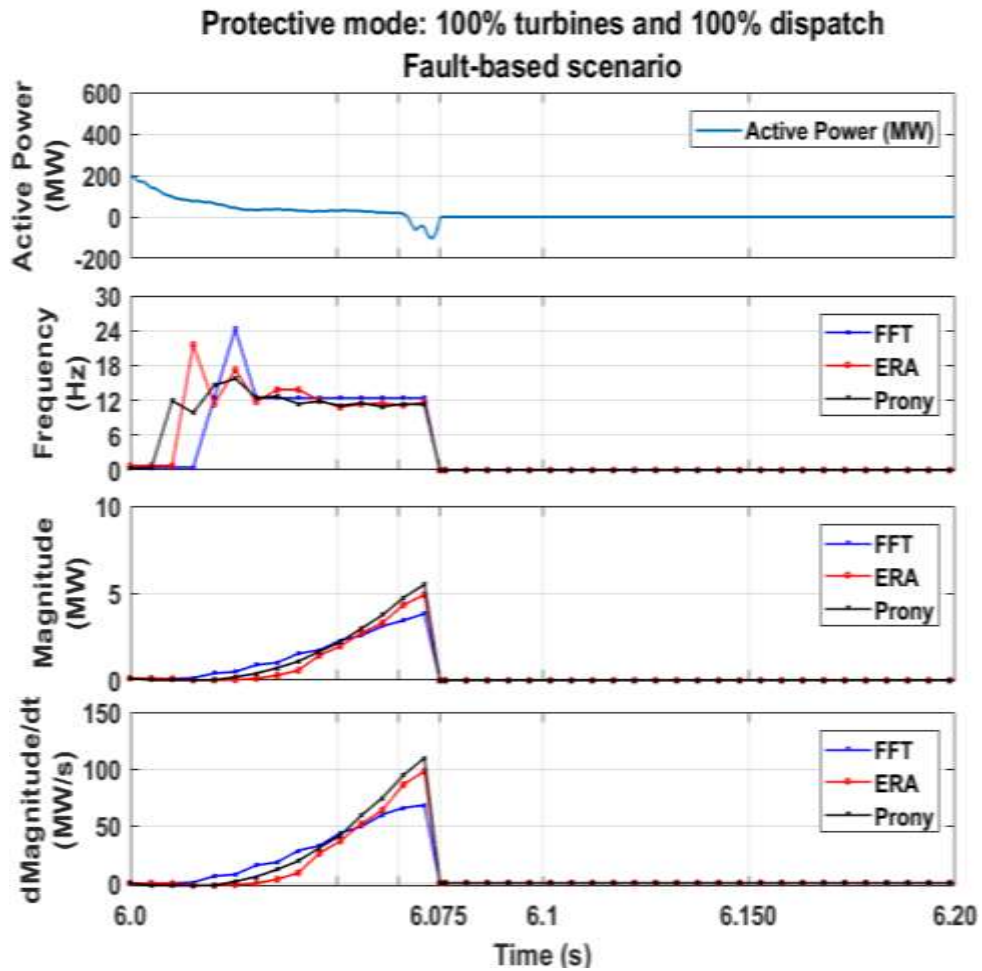 Protective mode: 100% turbines and 100% dispatch
Fault-based scenario
Active Power
(MW)
600
400
200
0
-200
Active Power (MW)
Frequency
(Hz)
30
24
18
12
6
0
FFT
ERA
Prony
Magnitude
(MW)
10
5
0
FFT
ERA
Prony
dMagnitude/dt
(MW/s)
150
100
50
0
FFT
ERA
Prony
6.0
6.075
6.1
6.150
6.20
Time (s)